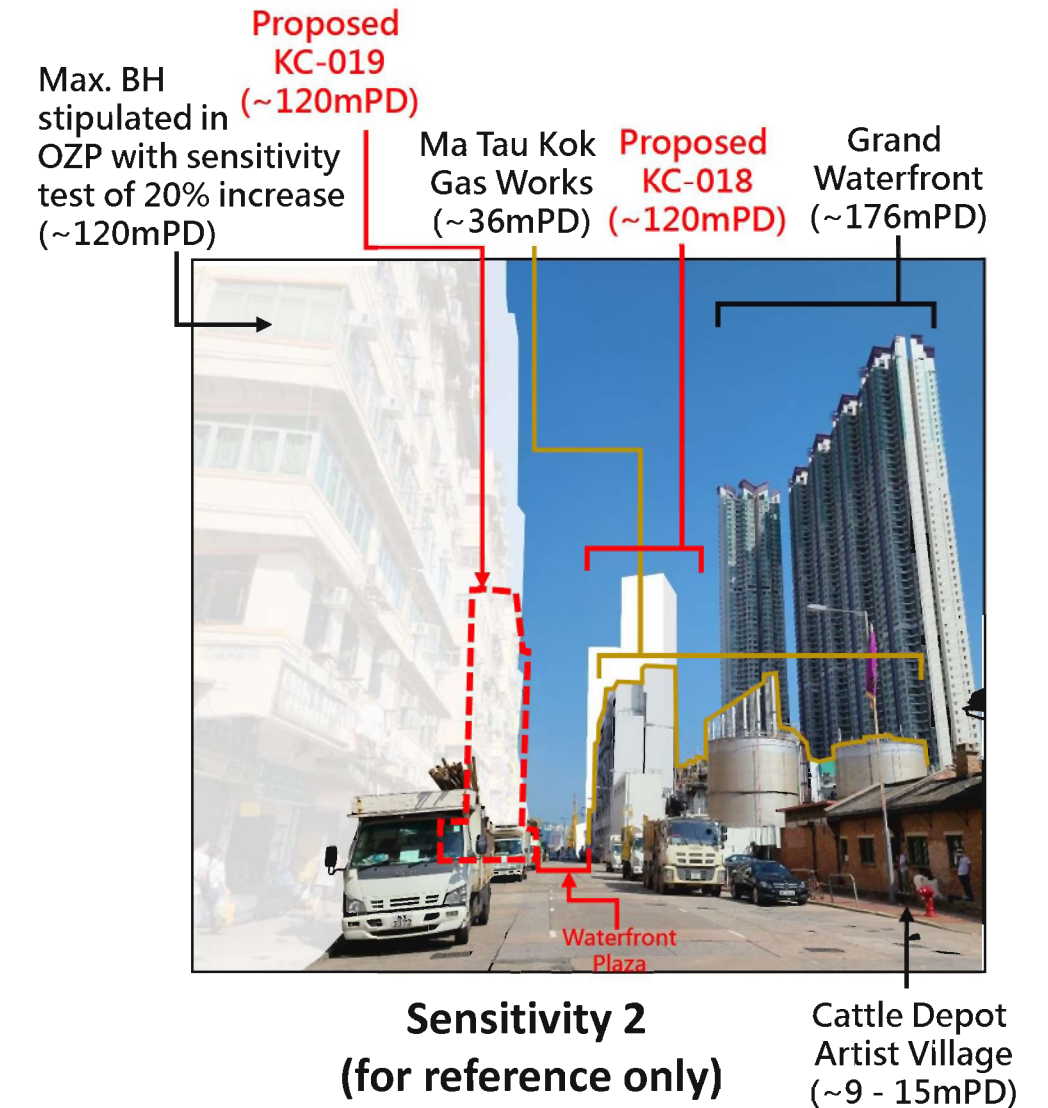 Proposed
KC-019
(~120mPD)
Max. BH
stipulated in
OZP with sensitivity
test of 20% increase
(~120mPD)
Ma Tau Kok
Gas Works
(~36mPD)
Proposed
KC-018
(~120mPD)
Grand
Waterfront
(~176mPD)
Waterfront
Plaza
Sensitivity 2
(for reference only)
Cattle Depot
Artist Village
(~9 - 15mPD)